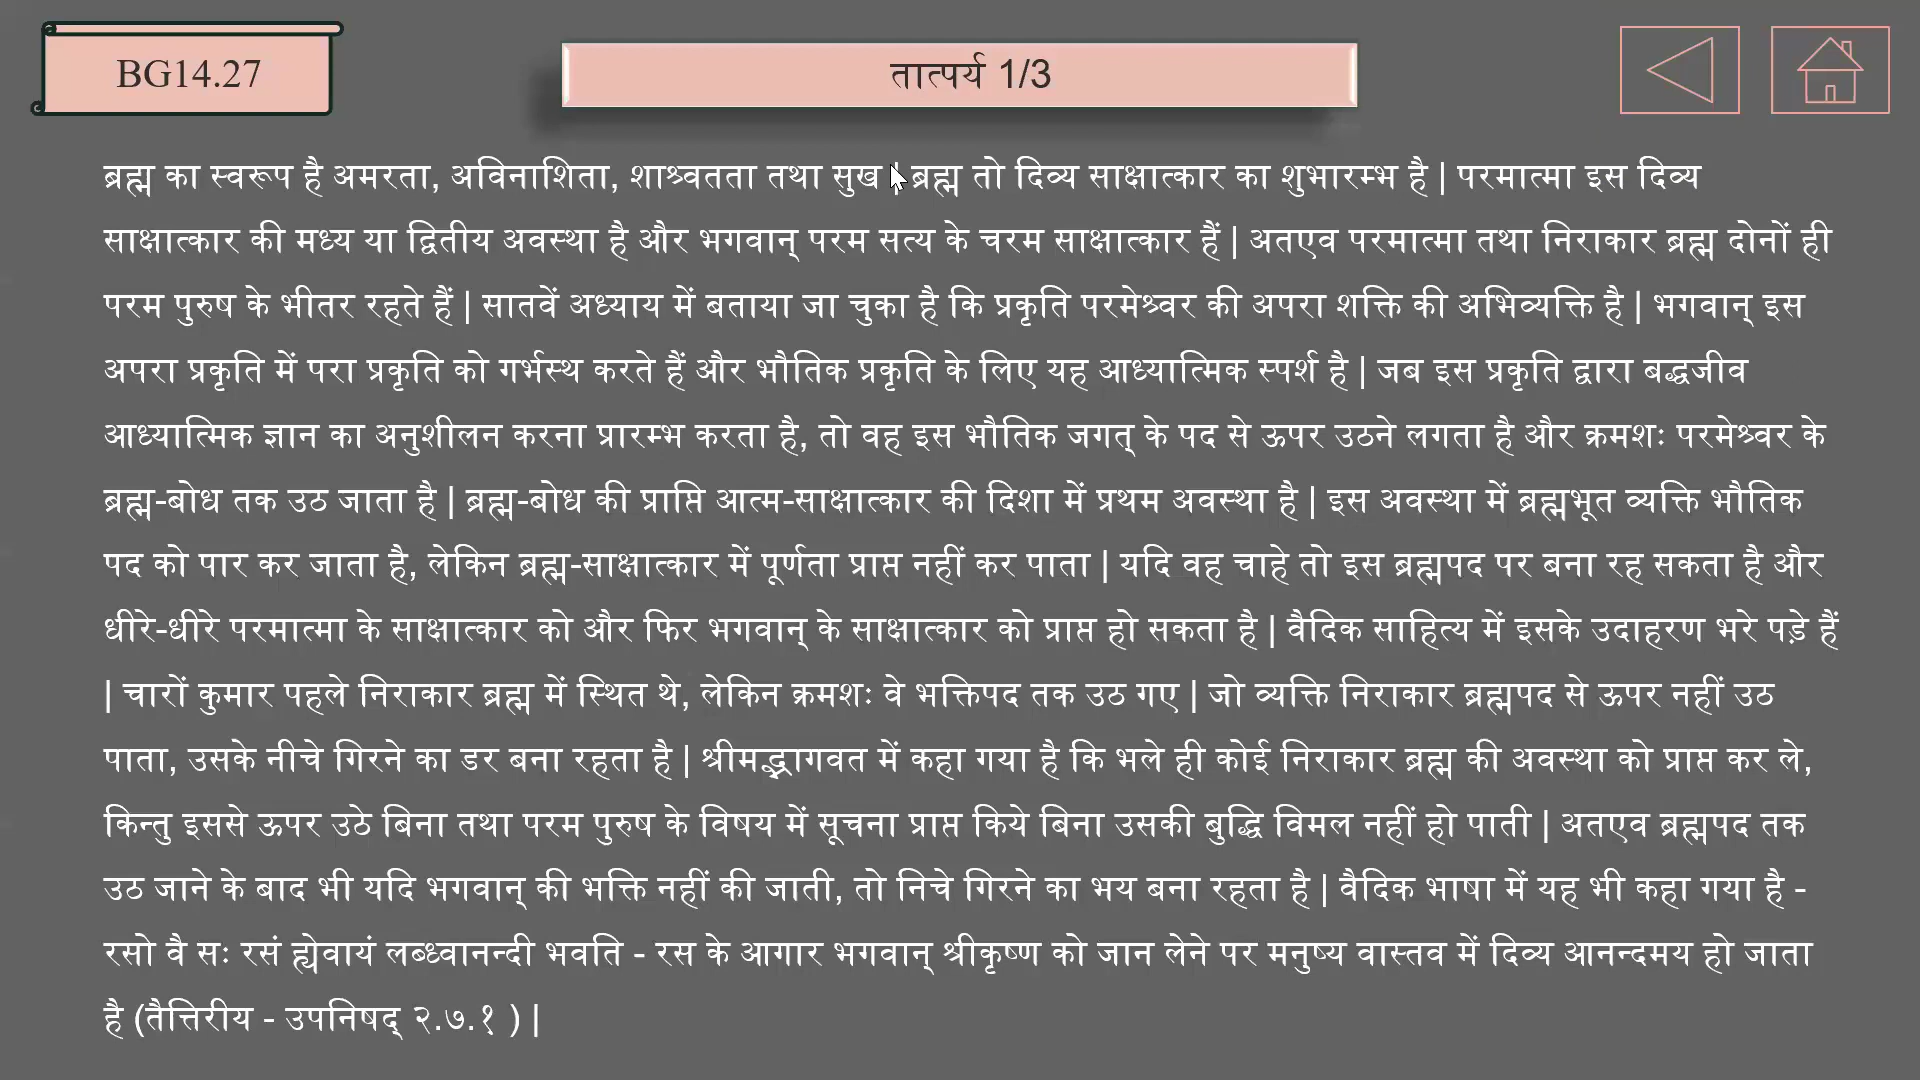 BG14.27
तात्पर्य 1/3
ब्रह्म का स्वरूप है अमरता, अविनाशिता, शाश्र्वतता तथा सुख | ब्रह्म तो दिव्य साक्षात्कार का शुभारम्भ है | परमात्मा इस दिव्य
साक्षात्कार की मध्य या द्वितीय अवस्था है और भगवान् परम सत्य के चरम साक्षात्कार हैं | अतएव परमात्मा तथा निराकार ब्रह्म दोनों ही
परम पुरुष के भीतर रहते हैं | सातवें अध्याय में बताया जा चुका है कि प्रकृति परमेश्र्वर की अपरा शक्ति की अभिव्यक्ति है | भगवान् इस
अपरा प्रकृति में परा प्रकृति को गर्भस्थ करते हैं और भौतिक प्रकृति के लिए यह आध्यात्मिक स्पर्श है | जब इस प्रकृति द्वारा बद्धजीव
आध्यात्मिक ज्ञान का अनुशीलन करना प्रारम्भ करता है, तो वह इस भौतिक जगत् के पद से ऊपर उठने लगता है और क्रमशः परमेश्र्वर के
ब्रह्म-बोध तक उठ जाता है | ब्रह्म-बोध की प्राप्ति आत्म-साक्षात्कार की दिशा में प्रथम अवस्था है | इस अवस्था में ब्रह्मभूत व्यक्ति भौतिक
पद को पार कर जाता है, लेकिन ब्रह्म-साक्षात्कार में पूर्णता प्राप्त नहीं कर पाता | यदि वह चाहे तो इस ब्रह्मपद पर बना रह सकता है और
धीरे-धीरे परमात्मा के साक्षात्कार को और फिर भगवान् के साक्षात्कार को प्राप्त हो सकता है | वैदिक साहित्य में इसके उदाहरण भरे पड़े हैं
| चारों कुमार पहले निराकार ब्रह्म में स्थित थे, लेकिन क्रमशः वे भक्तिपद तक उठ गए | जो व्यक्ति निराकार ब्रह्मपद से ऊपर नहीं उठ
पाता, उसके नीचे गिरने का डर बना रहता है | श्रीमद्भागवत में कहा गया है कि भले ही कोई निराकार ब्रह्म की अवस्था को प्राप्त कर ले,
किन्तु इससे ऊपर उठे बिना तथा परम पुरुष के विषय में सूचना प्राप्त किये बिना उसकी बुद्धि विमल नहीं हो पाती | अतएव ब्रह्मपद तक
उठ जाने के बाद भी यदि भगवान् की भक्ति नहीं की जाती, तो निचे गिरने का भय बना रहता है | वैदिक भाषा में यह भी कहा गया है -
रसो वै सः रसं ह्येवायं लब्ध्वानन्दी भवति - रस के आगार भगवान् श्रीकृष्ण को जान लेने पर मनुष्य वास्तव में दिव्य आनन्दमय हो जाता
है (तैत्तिरीय - उपनिषद् २.७.१ ) |